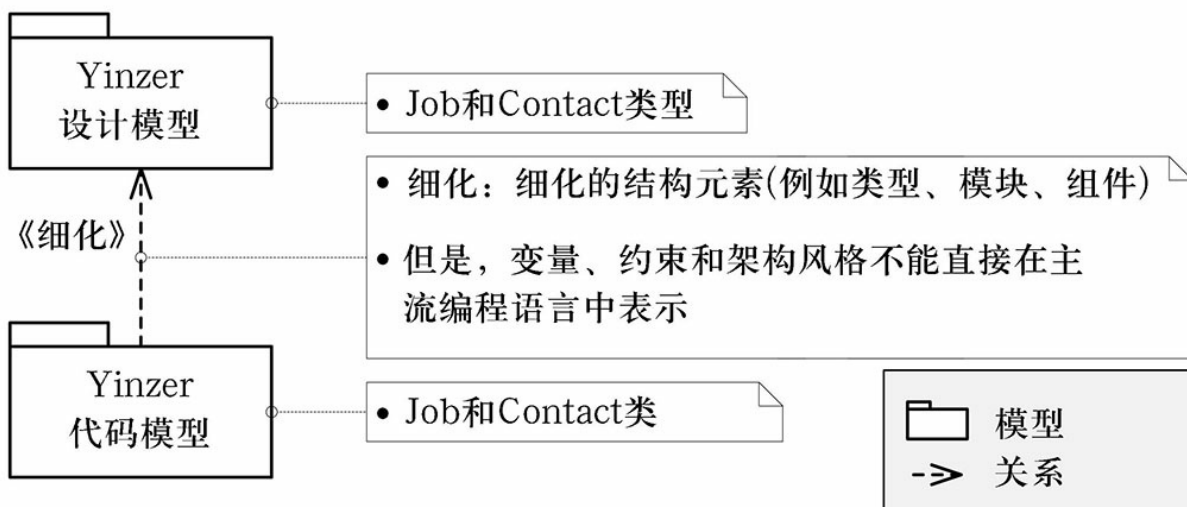 Yinzer
设计模型
• Job和Contact类型
《细化》
• 细化：细化的结构元素(例如类型、模块、组件)
• 但是，变量、约束和架构风格不能直接在主
流编程语言中表示
Yinzer
代码模型
• Job和Contact类
模型
关系